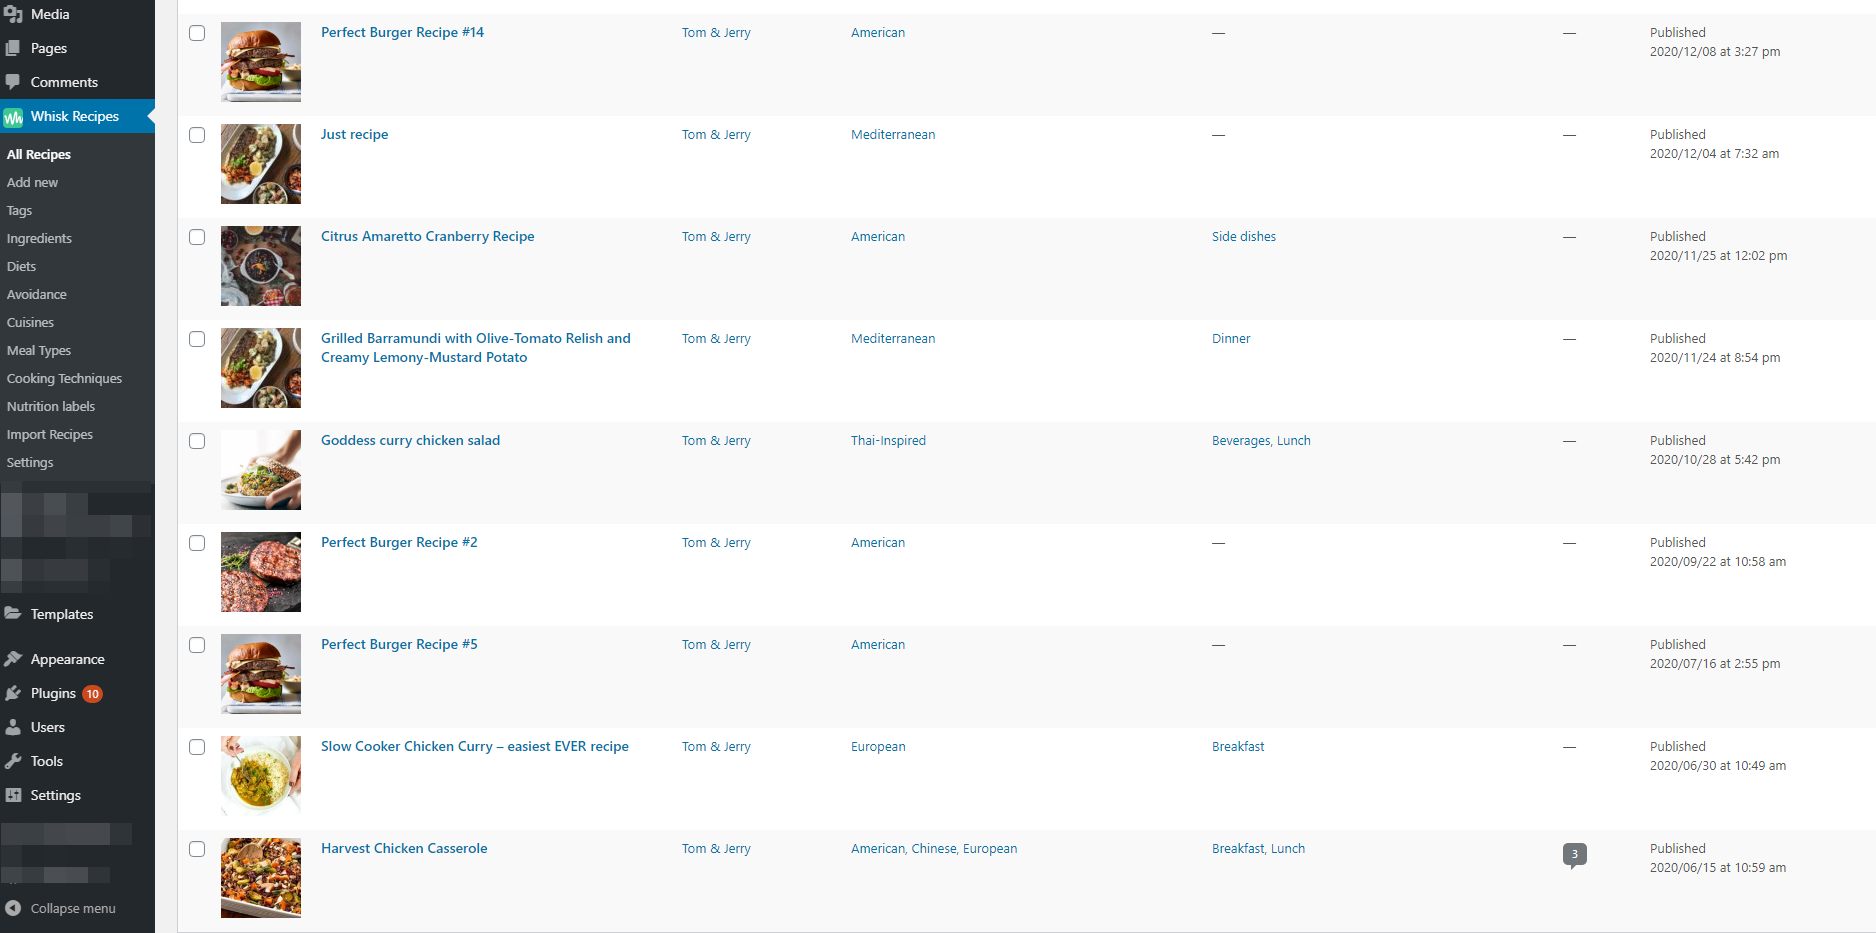 Media
Pages
Comments
Whisk Recipes
All Recipes
Add new
Tags
Ingredients
Diets
Avoidance
Cuisines
Meal Types
Cooking Techniques
Nutrition labels
Import Recipes
Settings
Templates
Appearance
Plugins 10
Users
Tools
Settings
Collapse menu
Perfect Burger Recipe #14 Tom & Jerry American — — Published
2020/12/08 at 3:27 pm
Just recipe Tom & Jerry Mediterranean — — Published
2020/12/04 at 7:32 am
Citrus Amaretto Cranberry Recipe Tom & Jerry American Side dishes — Published
2020/11/25 at 12:02 pm
Grilled Barramundi with Olive-Tomato Relish and Tom & Jerry Mediterranean Dinner — Published
Creamy Lemony-Mustard Potato 2020/11/24 at 8:54 pm
Goddess curry chicken salad Tom & Jerry Thai-Inspired Beverages, Lunch — Published
2020/10/28 at 5:42 pm
Perfect Burger Recipe #2 Tom & Jerry American — — Published
2020/09/22 at 10:58 am
Perfect Burger Recipe #5 Tom & Jerry American — — Published
2020/07/16 at 2:55 pm
Slow Cooker Chicken Curry – easiest EVER recipe Tom & Jerry European Breakfast — Published
2020/06/30 at 10:49 am
Harvest Chicken Casserole Tom & Jerry American, Chinese, European Breakfast, Lunch 3 Published
2020/06/15 at 10:59 am